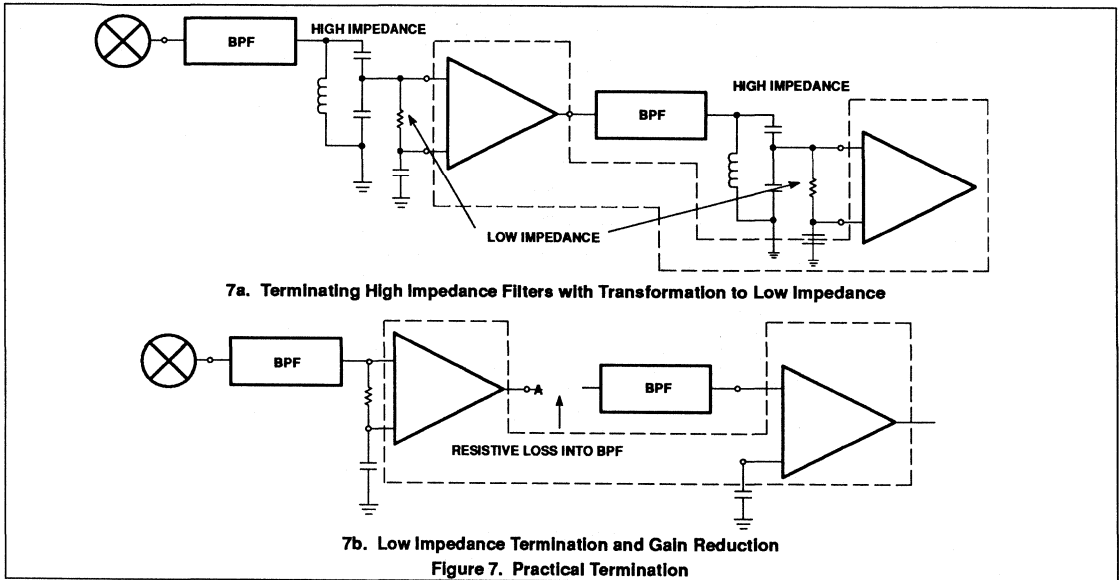 HIGH IMPEDANCE
BPF
HIGH IMPEDANCE
BPF
LOW IMPEDANCE
7a. Terminating High Impedance Filters with Transformation to Low Impedance
BPF
A
BPF
RESISTIVE LOSS INTO BPF
7b. Low Impedance Termination and Gain Reduction
Figure 7. Practical Termination